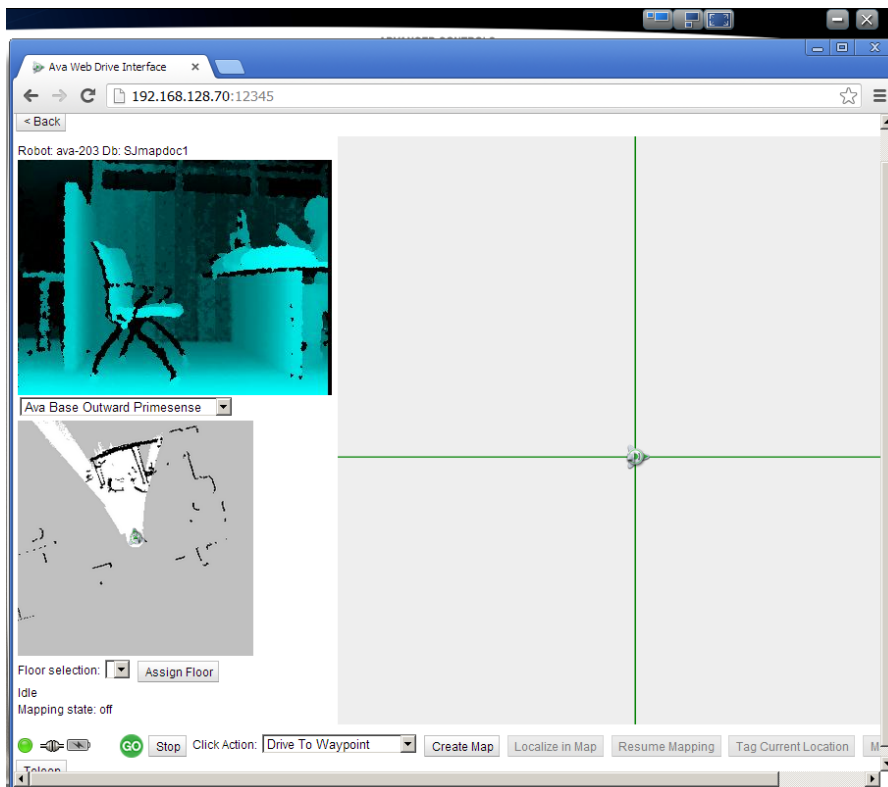 Ava Web Drive Interface
192.168.128.70:12345
< Back
Robot: ava-203 Db: SJmapdoc1
Ava Base Outward Primesense
Floor selection:
Assign Floor
Idle
Mapping state: off
GO Stop Click Action: Drive To Waypoint Create Map Localize in Map Resume Mapping Tag Current Location M